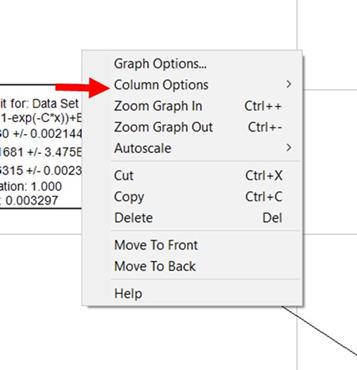 it for: Data Set
1-exp(-C*x))+B
0 +/- 0.002144
1681 +/- 3.475E
315 +/- 0.0023
ation: 1.000
: 0.003297
Graph Options...
Column Options >
Zoom Graph In Ctrl++
Zoom Graph Out Ctrl+-
Autoscale >
Cut Ctrl+X
Copy Ctrl+C
Delete Del
Move To Front
Move To Back
Help